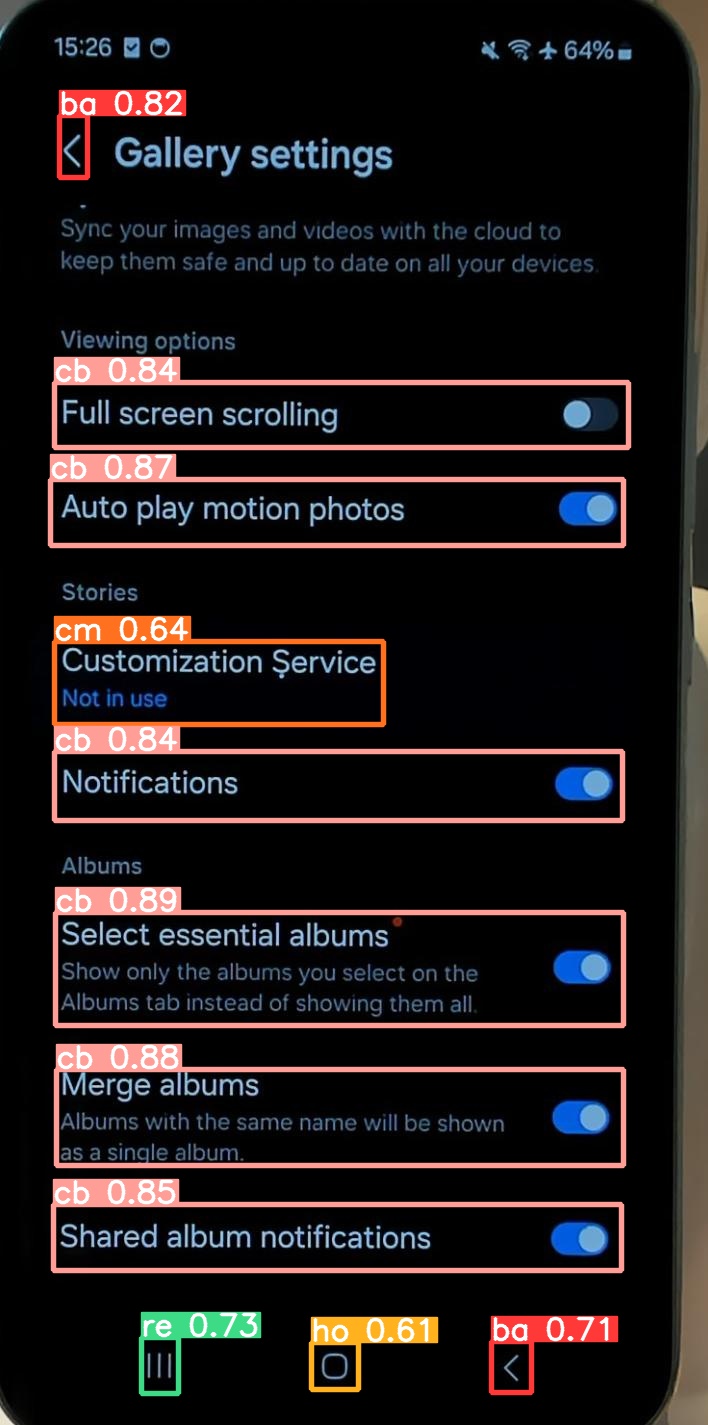 15:26
64%
ba 0.82
Gallery settings
Sync your images and videos with the cloud to
keep them safe and up to date on all your devices.
Viewing options
cb 0.84
Full screen scrolling
cb 0.87
Auto play motion photos
Stories
cm 0.64
Customization Service
Not in use
cb 0.84
Notifications
Albums
cb 0.89
Select essential albums
Show only the albums you select on the
Albums tab instead of showing them all.
cb 0.88
Merge albums
Albums with the same name will be shown
as a single album.
cb 0.85
Shared album notifications
re 0.73
ho 0.61
ba 0.71